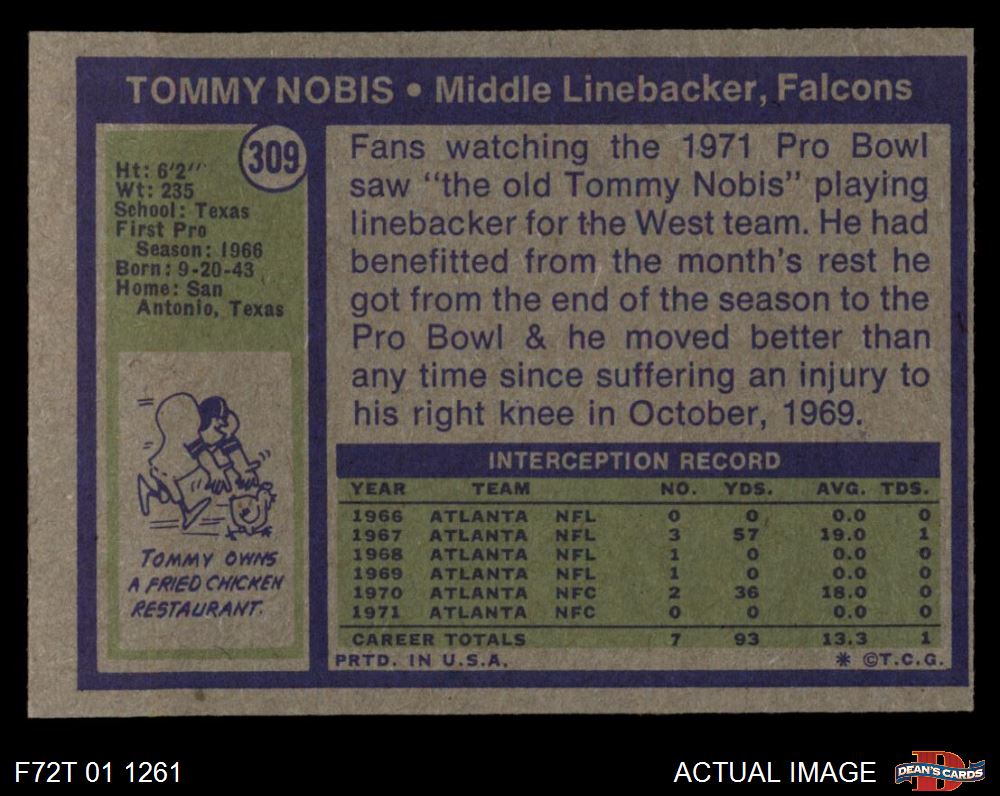 TOMMY NOBIS • Middle Linebacker, Falcons
309
Ht: 6'2"
Wt: 235
School: Texas
First Pro
Season: 1966
Born: 9-20-43
Home: San
Antonio, Texas
TOMMY OWNS
A FRIED CHICKEN
RESTAURANT.
Fans watching the 1971 Pro Bowl
saw "the old Tommy Nobis" playing
linebacker for the West team. He had
benefitted from the month's rest he
got from the end of the season to the
Pro Bowl & he moved better than
any time since suffering an injury to
his right knee in October, 1969.
INTERCEPTION RECORD
YEAR TEAM NO. YDS. AVG. TDS.
1966 ATLANTA NFL 0 0 0.0 0
1967 ATLANTA NFL 3 57 19.0 1
1968 ATLANTA NFL 1 0 0.0 0
1969 ATLANTA NFL 1 0 0.0 0
1970 ATLANTA NFC 2 36 18.0 0
1971 ATLANTA NFC 0 0 0.0 0
CAREER TOTALS 7 93 13.3 1
PRTD. IN U.S.A. * ©T.C.G.
F72T 01 1261
ACTUAL IMAGE
DEAN'S CARDS